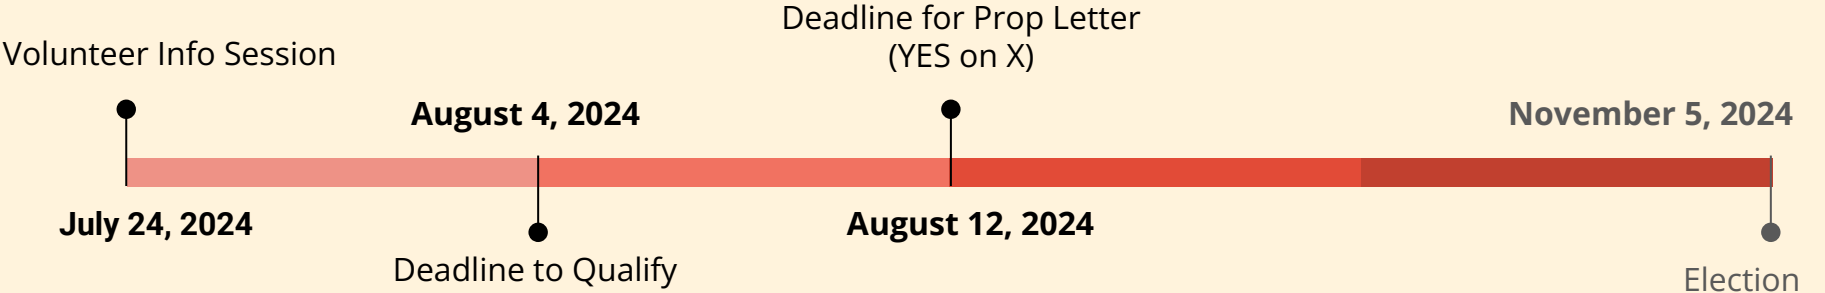 Deadline for Prop Letter
(YES on X)
Volunteer Info Session
August 4, 2024
November 5, 2024
July 24, 2024
August 12, 2024
Deadline to Qualify
Election